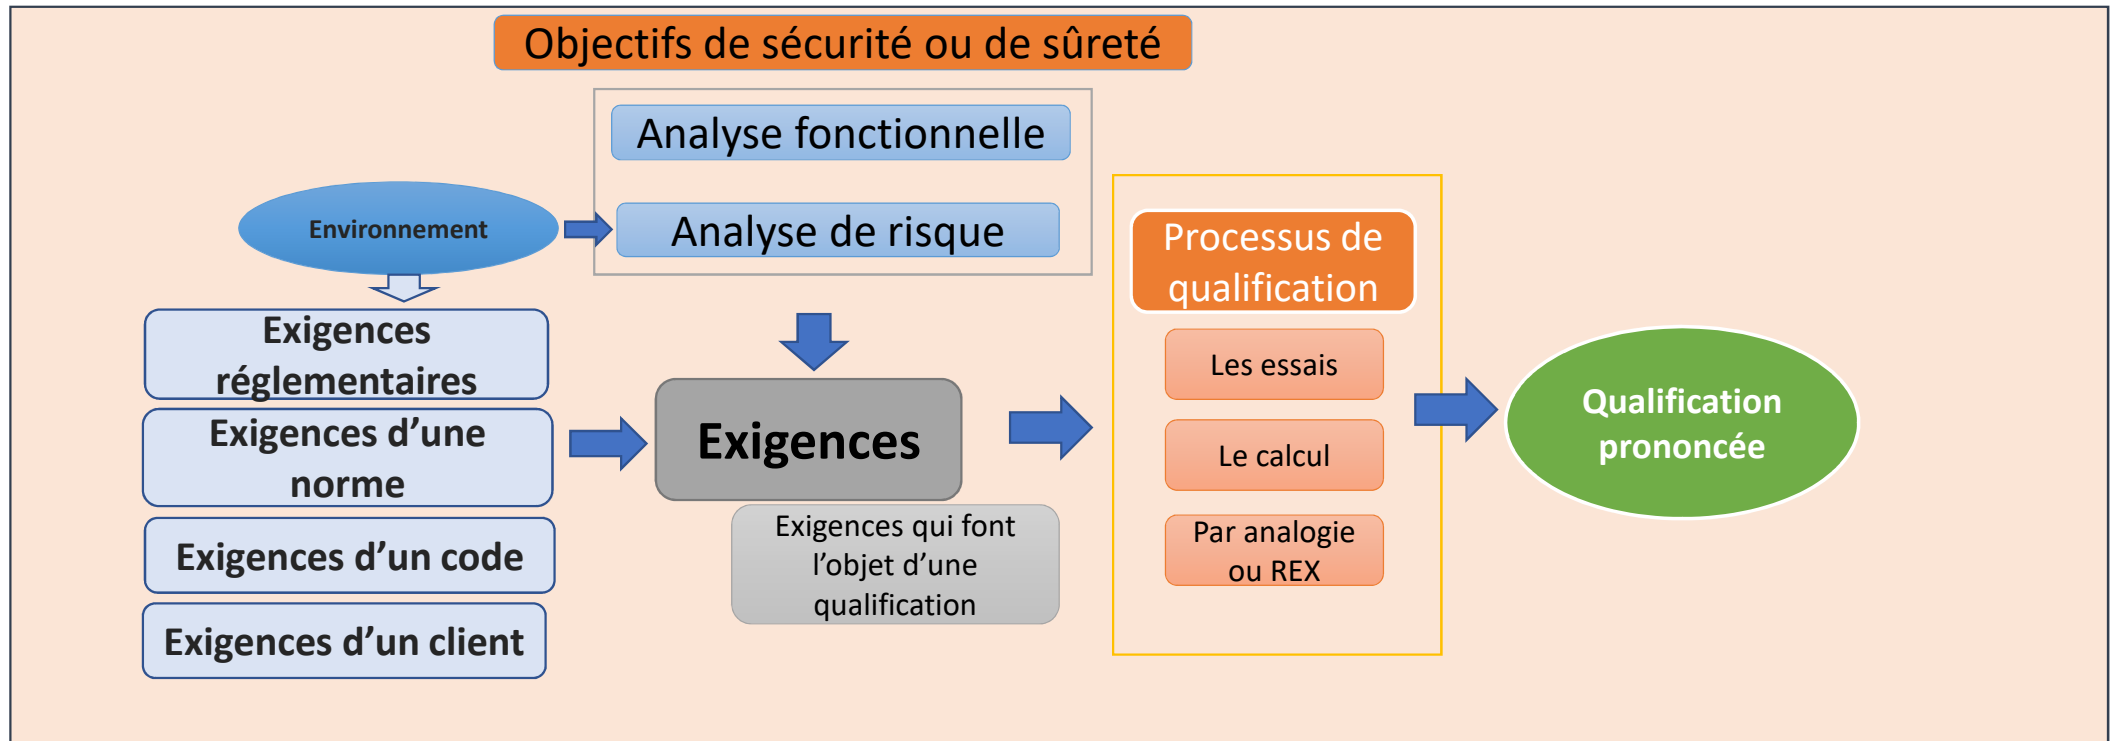 Objectifs de sécurité ou de sûreté
Analyse fonctionnelle
Environnement
Analyse de risque
Exigences
réglementaires
Exigences d’une
norme
Exigences d’un code
Exigences d’un client
Exigences
Exigences qui font
l’objet d’une
qualification
Processus de
qualification
Les essais
Le calcul
Par analogie
ou REX
Qualification
prononcée